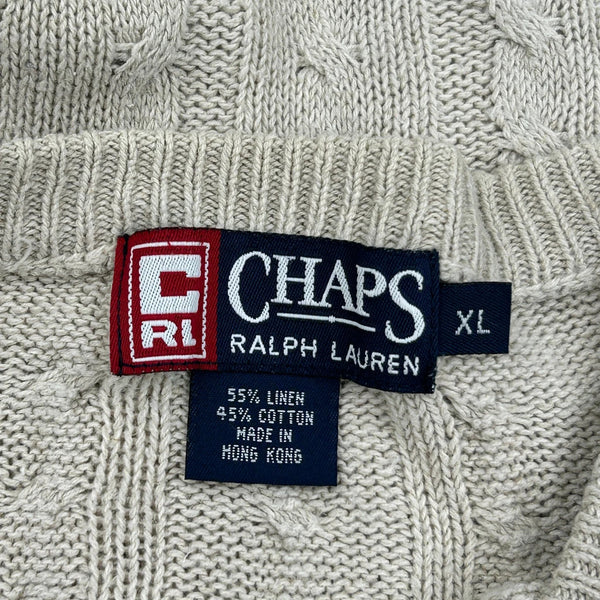 C
RL
CHAPS
RALPH LAUREN
XL
55% LINEN
45% COTTON
MADE IN
HONG KONG